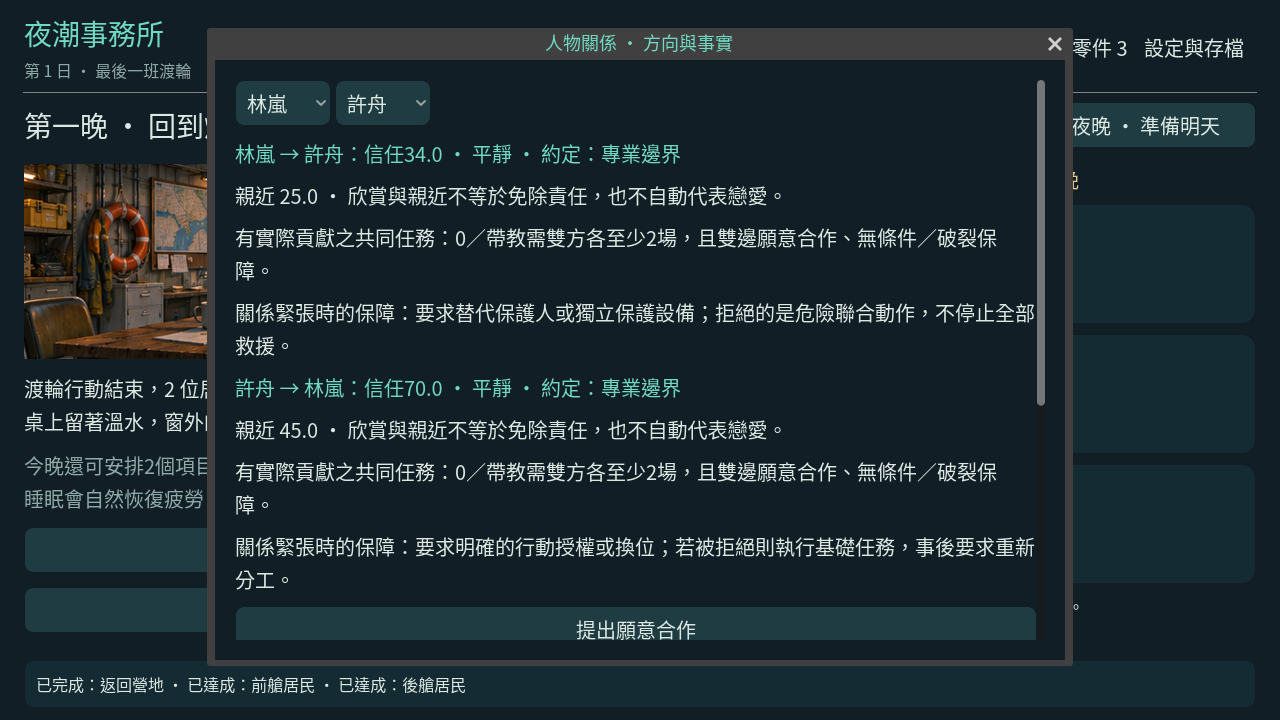 夜潮事務所
第 1 日 · 最後一班渡輪
人物關係 · 方向與事實
零件 3 設定與存檔
第一晚 · 回到
夜晚 · 準備明天
林嵐
許舟
林嵐 → 許舟：信任34.0 · 平靜 · 約定：專業邊界
親近 25.0 · 欣賞與親近不等於免除責任，也不自動代表戀愛。
有實際貢獻之共同任務：0／帶教需雙方各至少2場，且雙邊願意合作、無條件／破裂保
障。
關係緊張時的保障：要求替代保護人或獨立保護設備；拒絕的是危險聯合動作，不停止全部
救援。
許舟 → 林嵐：信任70.0 · 平靜 · 約定：專業邊界
親近 45.0 · 欣賞與親近不等於免除責任，也不自動代表戀愛。
有實際貢獻之共同任務：0／帶教需雙方各至少2場，且雙邊願意合作、無條件／破裂保
障。
關係緊張時的保障：要求明確的行動授權或換位；若被拒絕則執行基礎任務，事後要求重新
分工。
提出願意合作
渡輪行動結束，2 位
桌上留著溫水，窗外
今晚還可安排2個項目
睡眠會自然恢復疲勞
已完成：返回營地 · 已達成：前艙居民 · 已達成：後艙居民